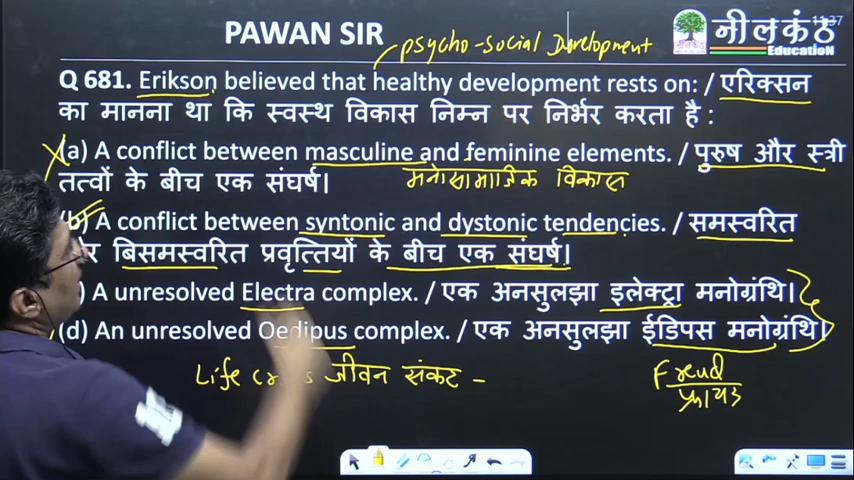 PAWAN SIR
नीलकंठ
11:37
EducatioN
psycho-social Development
Q 681. Erikson believed that healthy development rests on: / एरिक्सन
का मानना था कि स्वस्थ विकास निम्न पर निर्भर करता है :
(a) A conflict between masculine and feminine elements. / पुरुष और स्त्री
मनोसामाजिक विकास
तत्वों के बीच एक संघर्ष।
(b) A conflict between syntonic and dystonic tendencies. / समस्वरित
बिसमस्वरित प्रवृत्तियों के बीच एक संघर्ष।
) A unresolved Electra complex. / एक अनसुलझा इलेक्ट्रा मनोग्रंथि।
(d) An unresolved Oedipus complex. / एक अनसुलझा ईडिपस मनोग्रंथि।
Life जीवन संकट -
Freud
फ्रायड